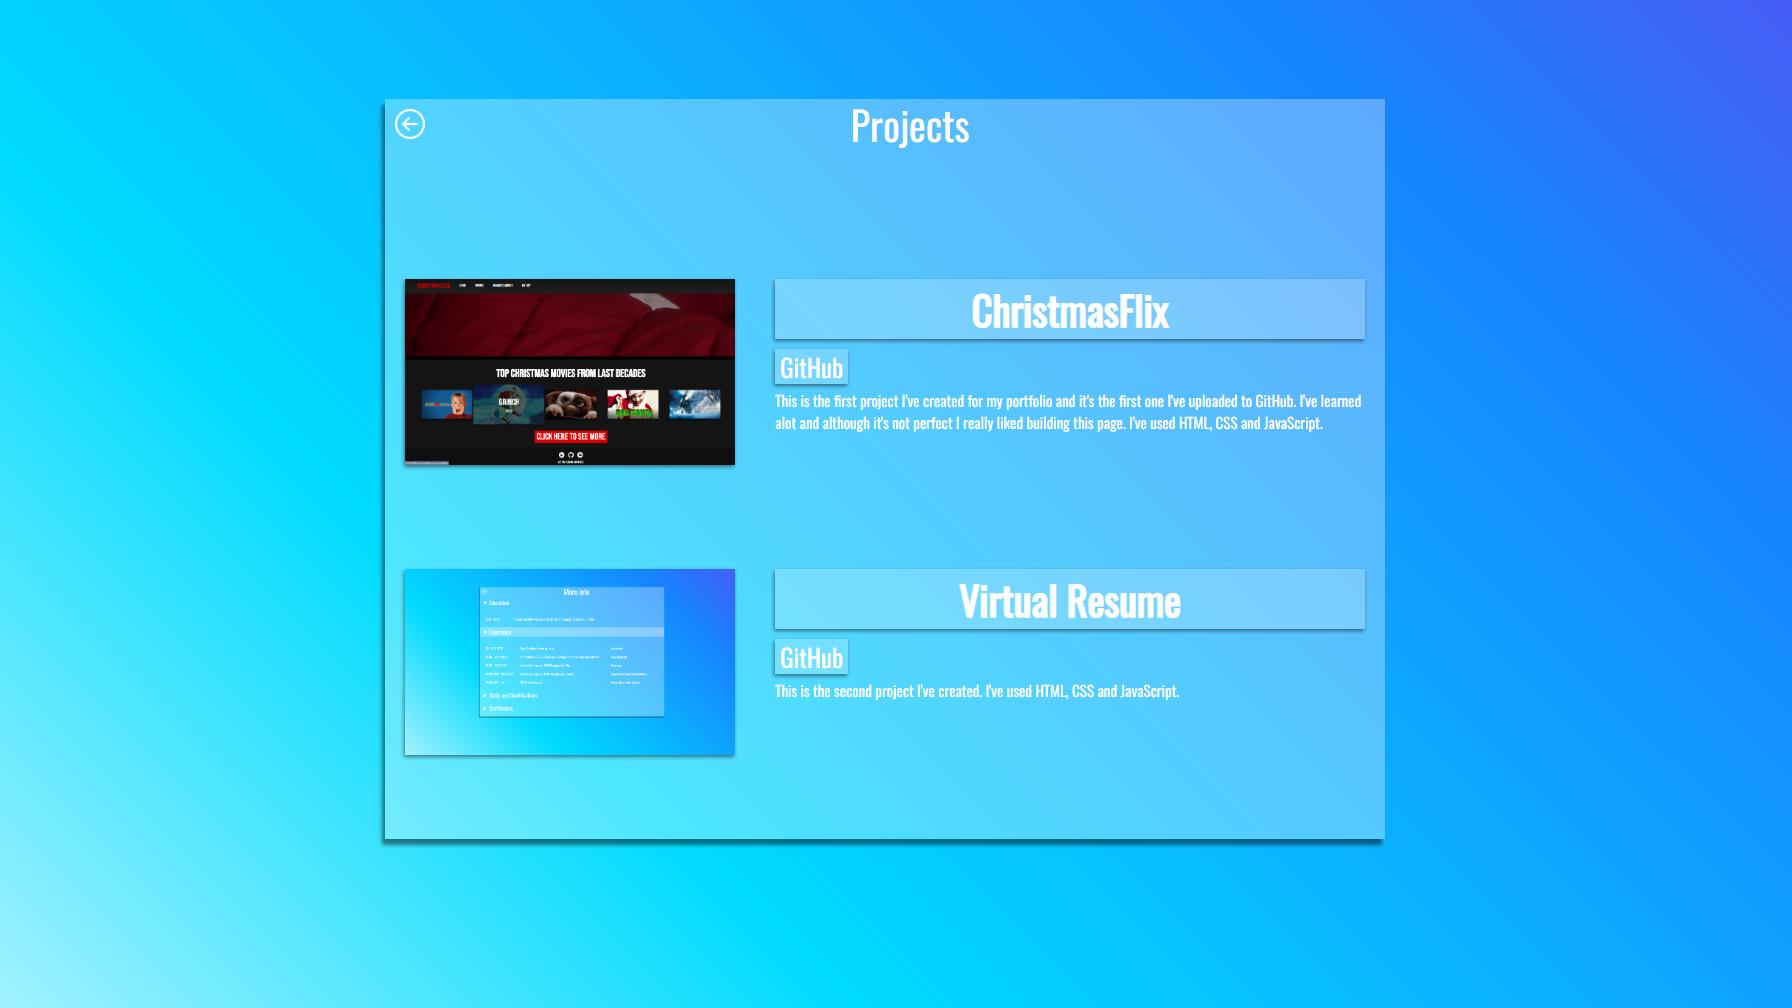 Projects
ChristmasFlix
GitHub
This is the first project I've created for my portfolio and it's the first one I've uploaded to GitHub. I've learned
alot and although it's not perfect I really liked building this page. I've used HTML, CSS and JavaScript.
TOP CHRISTMAS MOVIES FROM LAST DECADES
GRINCH
CLICK HERE TO SEE MORE
Virtual Resume
GitHub
This is the second project I've created. I've used HTML, CSS and JavaScript.
More Info
Education
Experience
Skills and Qualifications
Certificates